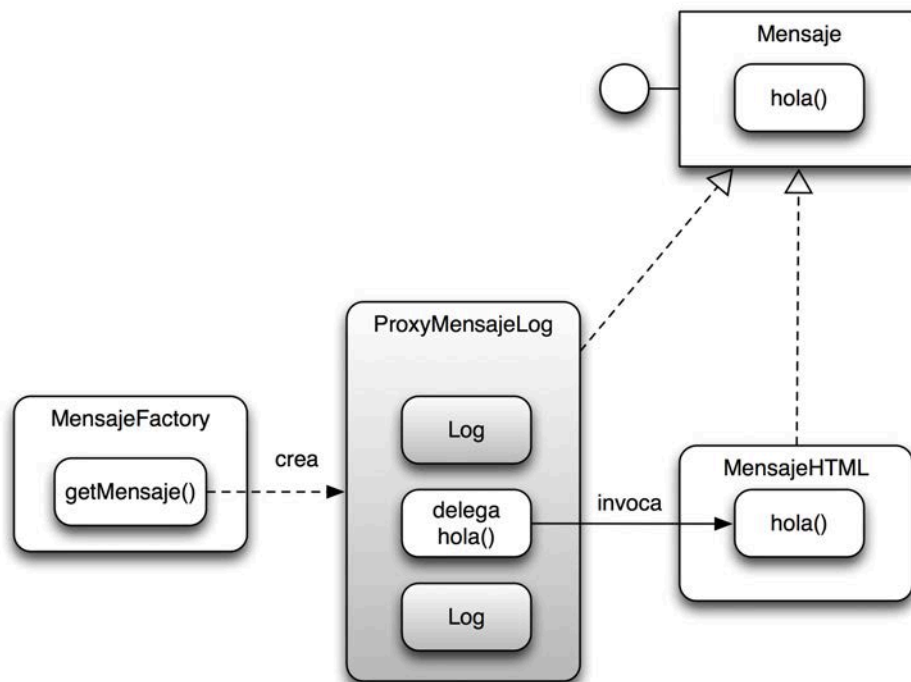 Mensaje
hola()
ProxyMensajeLog
Log
MensajeFactory
getMensaje()
crea
delega
hola()
invoca
MensajeHTML
hola()
Log